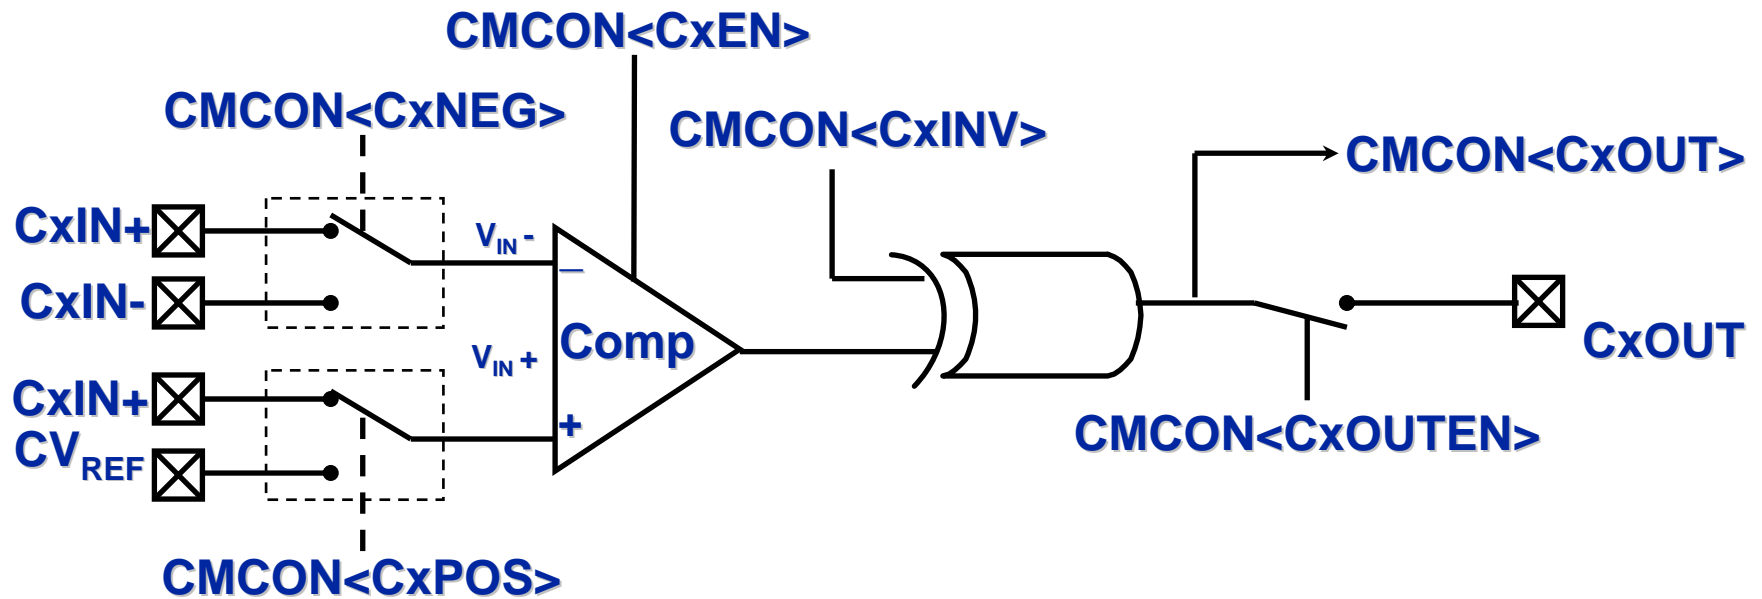 CMCON<CxEN>
CMCON<CxNEG>
CMCON<CxINV>
CMCON<CxOUT>
CxIN+
VIN -
CxIN-
_
Comp
CxOUT
VIN +
CxIN+
CVREF
+
CMCON<CxOUTEN>
CMCON<CxPOS>